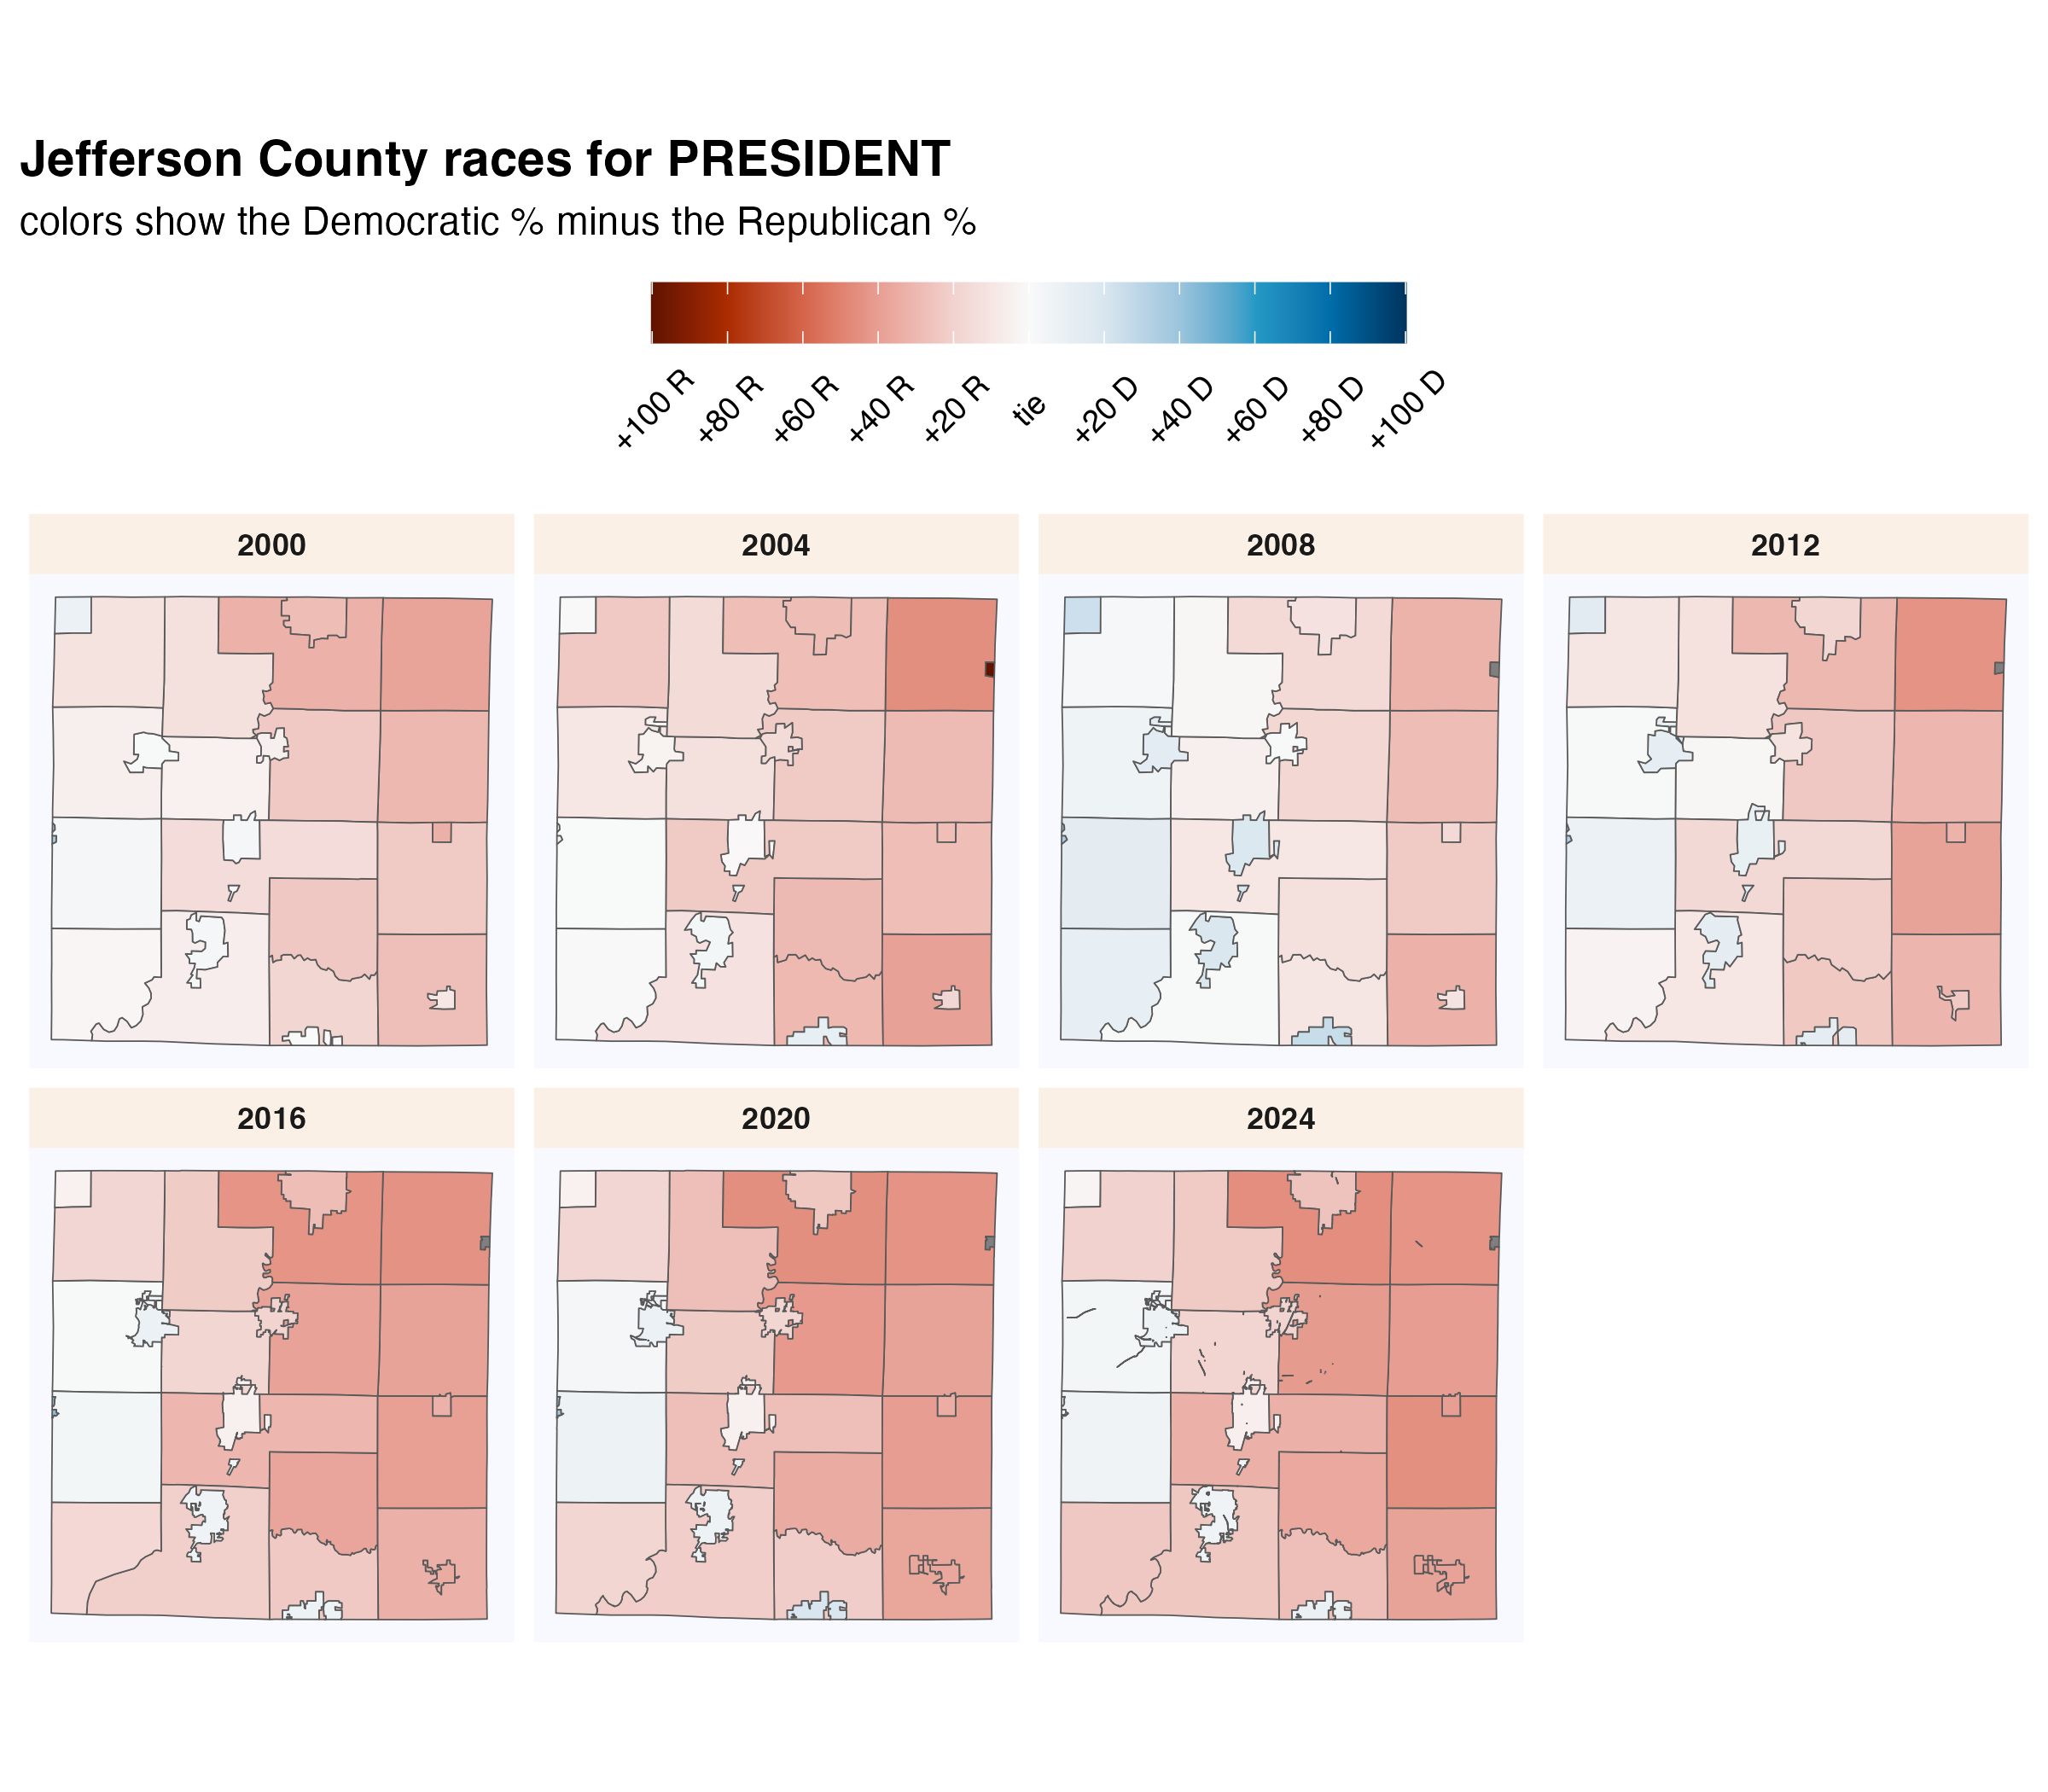 Jefferson County races for PRESIDENT
colors show the Democratic % minus the Republican %
+100 R
+80 R
+60 R
+40 R
+20 R
tie
+20 D
+40 D
+60 D
+80 D
+100 D
2000
2004
2008
2012
2016
2020
2024